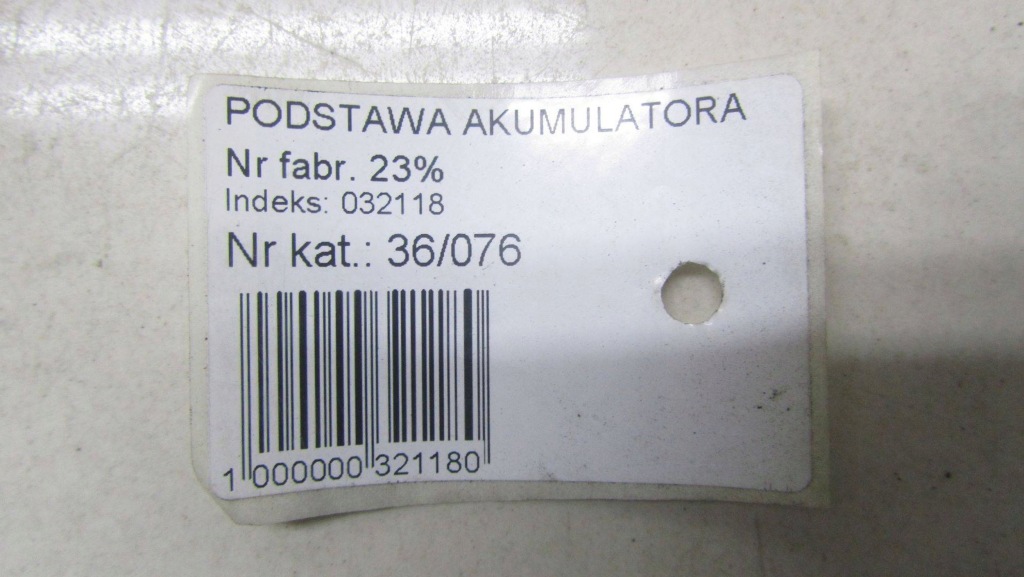 PODSTAWA AKUMULATORA
Nr fabr. 23%
Indeks: 032118
Nr kat.: 36/076
1 000000 321180